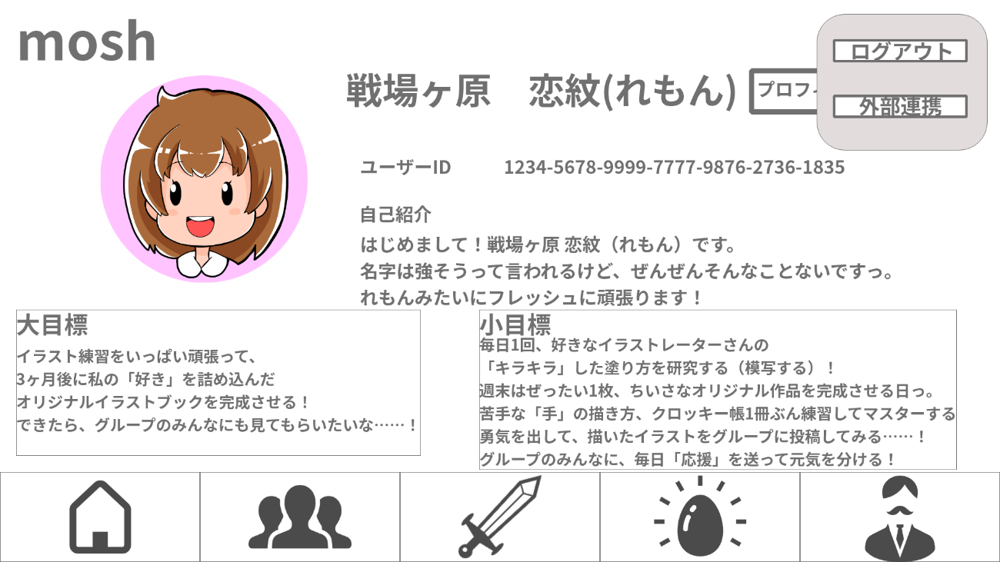 mosh
ログアウト
戦場ヶ原　恋紋(れもん)
プロフィ
外部連携
ユーザーID 1234-5678-9999-7777-9876-2736-1835
自己紹介
はじめまして！戦場ヶ原 恋紋（れもん）です。
名字は強そうって言われるけど、ぜんぜんそんなことないですっ。
れもんみたいにフレッシュに頑張ります！
大目標
イラスト練習をいっぱい頑張って、
3ヶ月後に私の「好き」を詰め込んだ
オリジナルイラストブックを完成させる！
できたら、グループのみんなにも見てもらいたいな……！
小目標
毎日1回、好きなイラストレーターさんの
「キラキラ」した塗り方を研究する（模写する）！
週末はぜったい1枚、ちいさなオリジナル作品を完成させる日っ。
苦手な「手」の描き方、クロッキー帳1冊ぶん練習してマスターする
勇気を出して、描いたイラストをグループに投稿してみる……！
グループのみんなに、毎日「応援」を送って元気を分ける！